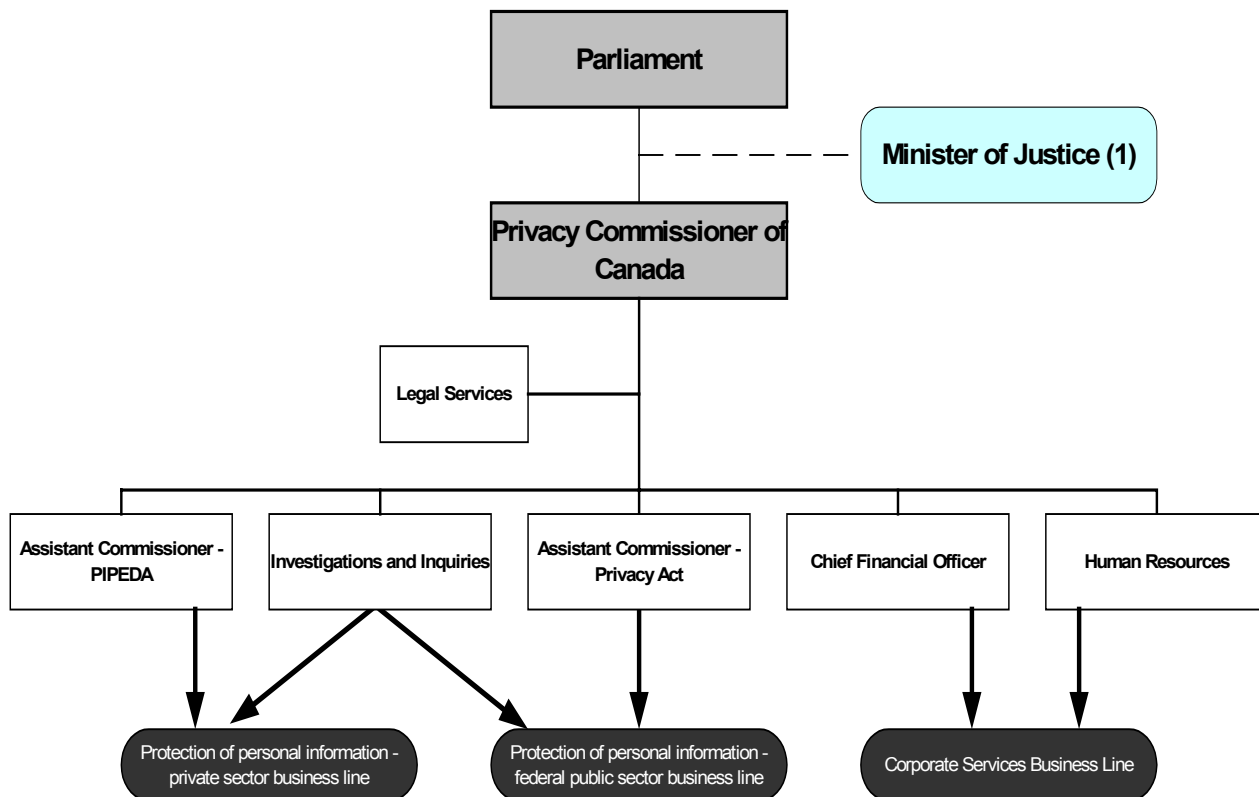 Parliament
Minister of Justice (1)
Privacy Commissioner of
Canada
Legal Services
Assistant Commissioner -
PIPEDA
Investigations and Inquiries
Assistant Commissioner -
Privacy Act
Chief Financial Officer
Human Resources
Protection of personal information -
private sector business line
Protection of personal information -
federal public sector business line
Corporate Services Business Line